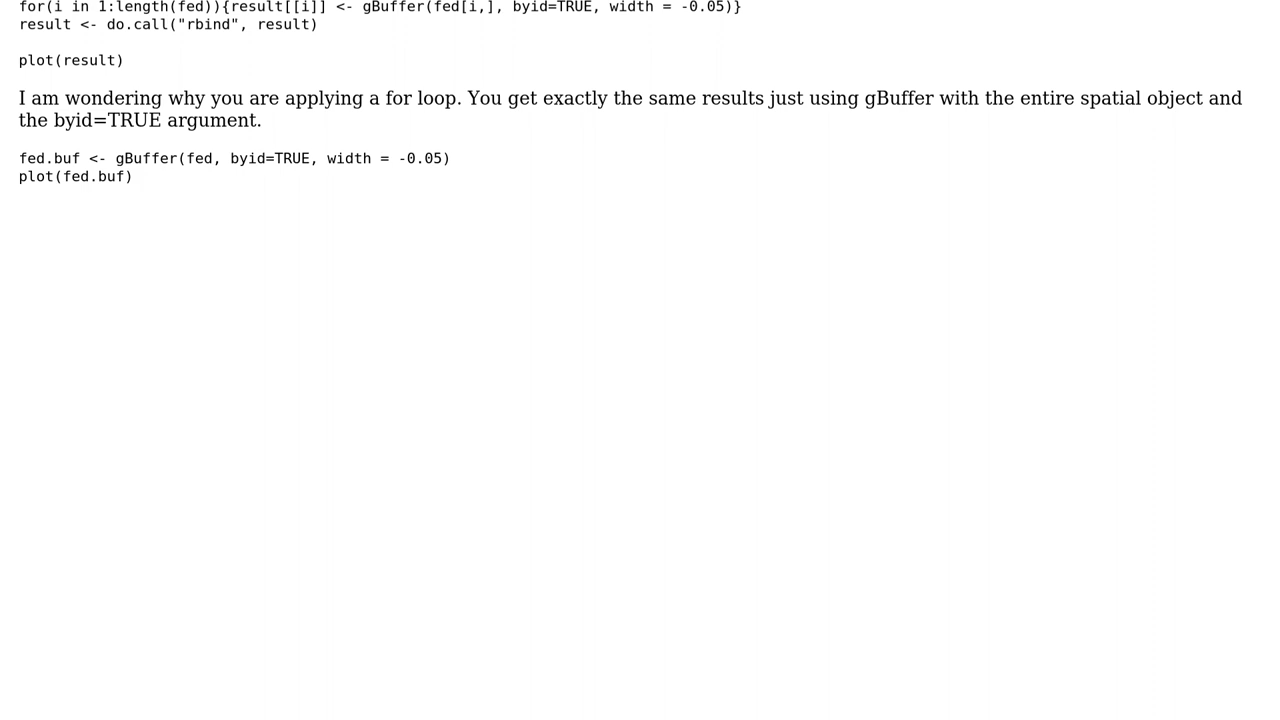 for(i in 1:length(fed)){result[[i]] <- gBuffer(fed[i,], byid=TRUE, width = -0.05)}
result <- do.call("rbind", result)
plot(result)
I am wondering why you are applying a for loop. You get exactly the same results just using gBuffer with the entire spatial object and
the byid=TRUE argument.
fed.buf <- gBuffer(fed, byid=TRUE, width = -0.05)
plot(fed.buf)